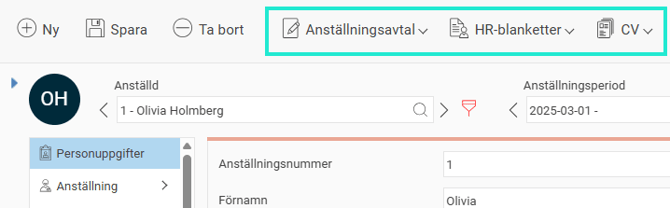 Ny Spara Ta bort Anställningsavtal HR-blanketter CV
Anställd Anställningsperiod
OH
1 - Olivia Holmberg 2025-03-01 -
Personuppgifter
Anställningsnummer 1
Anställning
Förnamn Olivia